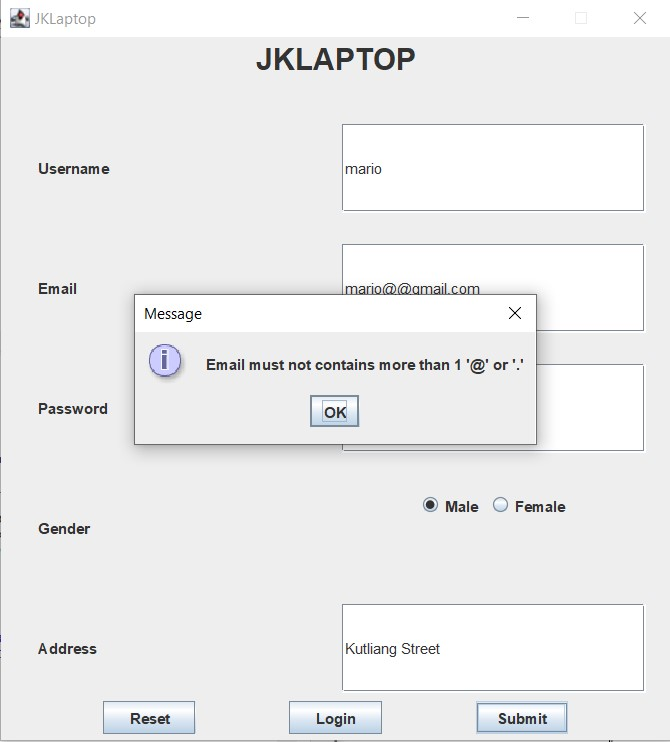 JKLaptop
JKLAPTOP
Username
mario
Email
mario@@gmail.com
Message
Email must not contains more than 1 '@' or '.'
OK
Password
Gender
Male
Female
Address
Kutliang Street
Reset
Login
Submit